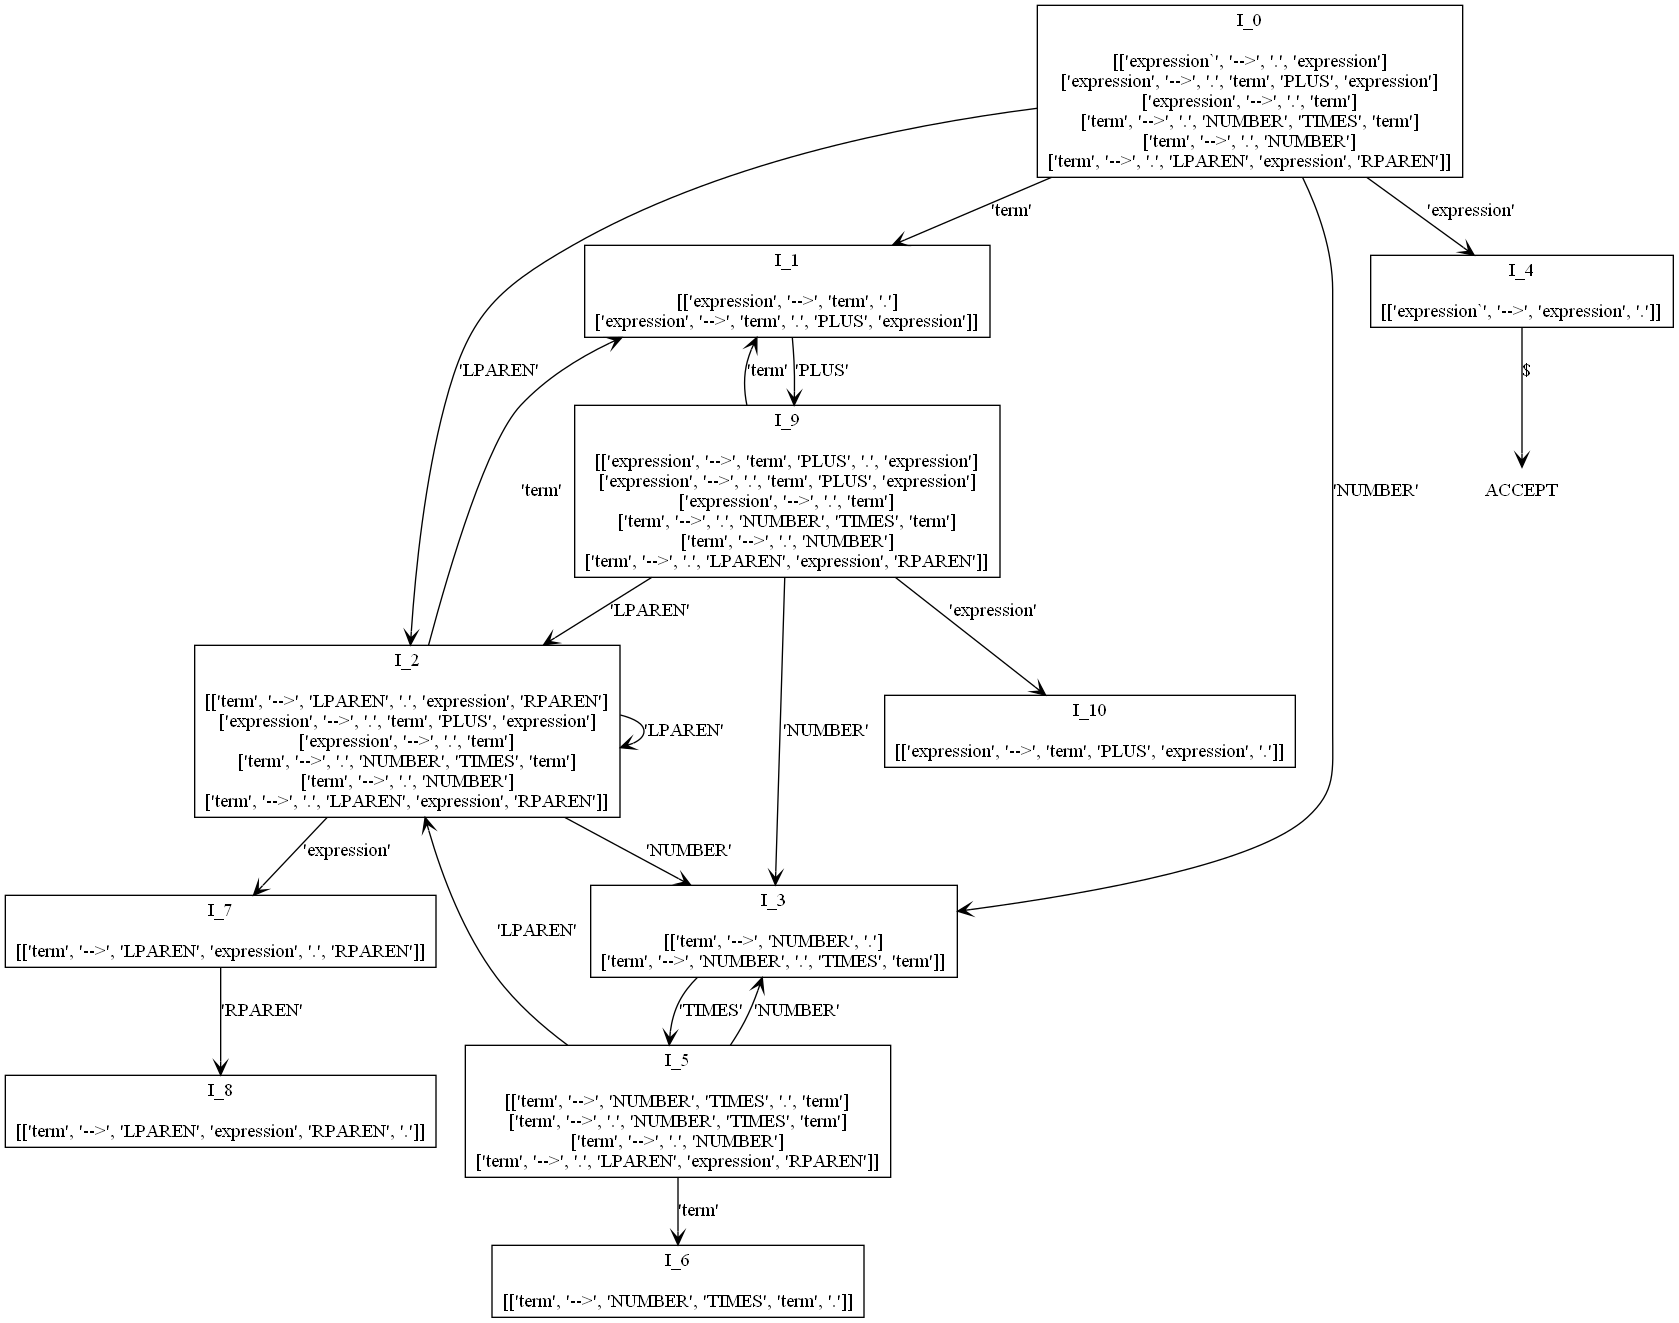 I_0
[['expression`', '-->', '.', 'expression']
['expression', '-->', '.', 'term', 'PLUS', 'expression']
['expression', '-->', '.', 'term']
['term', '-->', '.', 'NUMBER', 'TIMES', 'term']
['term', '-->', '.', 'NUMBER']
['term', '-->', '.', 'LPAREN', 'expression', 'RPAREN']]
'term'
'expression'
I_1
[['expression', '-->', 'term', '.']
['expression', '-->', 'term', '.', 'PLUS', 'expression']]
I_4
[['expression`', '-->', 'expression', '.']]
'LPAREN'
'term'
'PLUS'
$
I_9
[['expression', '-->', 'term', 'PLUS', '.', 'expression']
['expression', '-->', '.', 'term', 'PLUS', 'expression']
['expression', '-->', '.', 'term']
['term', '-->', '.', 'NUMBER', 'TIMES', 'term']
['term', '-->', '.', 'NUMBER']
['term', '-->', '.', 'LPAREN', 'expression', 'RPAREN']]
'term'
'NUMBER'
ACCEPT
'LPAREN'
'expression'
I_2
[['term', '-->', 'LPAREN', '.', 'expression', 'RPAREN']
['expression', '-->', '.', 'term', 'PLUS', 'expression']
['expression', '-->', '.', 'term']
['term', '-->', '.', 'NUMBER', 'TIMES', 'term']
['term', '-->', '.', 'NUMBER']
['term', '-->', '.', 'LPAREN', 'expression', 'RPAREN']]
'LPAREN'
'NUMBER'
I_10
[['expression', '-->', 'term', 'PLUS', 'expression', '.']]
'expression'
'NUMBER'
I_7
[['term', '-->', 'LPAREN', 'expression', '.', 'RPAREN']]
'LPAREN'
I_3
[['term', '-->', 'NUMBER', '.']
['term', '-->', 'NUMBER', '.', 'TIMES', 'term']]
'RPAREN'
'TIMES'
'NUMBER'
I_8
[['term', '-->', 'LPAREN', 'expression', 'RPAREN', '.']]
I_5
[['term', '-->', 'NUMBER', 'TIMES', '.', 'term']
['term', '-->', '.', 'NUMBER', 'TIMES', 'term']
['term', '-->', '.', 'NUMBER']
['term', '-->', '.', 'LPAREN', 'expression', 'RPAREN']]
'term'
I_6
[['term', '-->', 'NUMBER', 'TIMES', 'term', '.']]